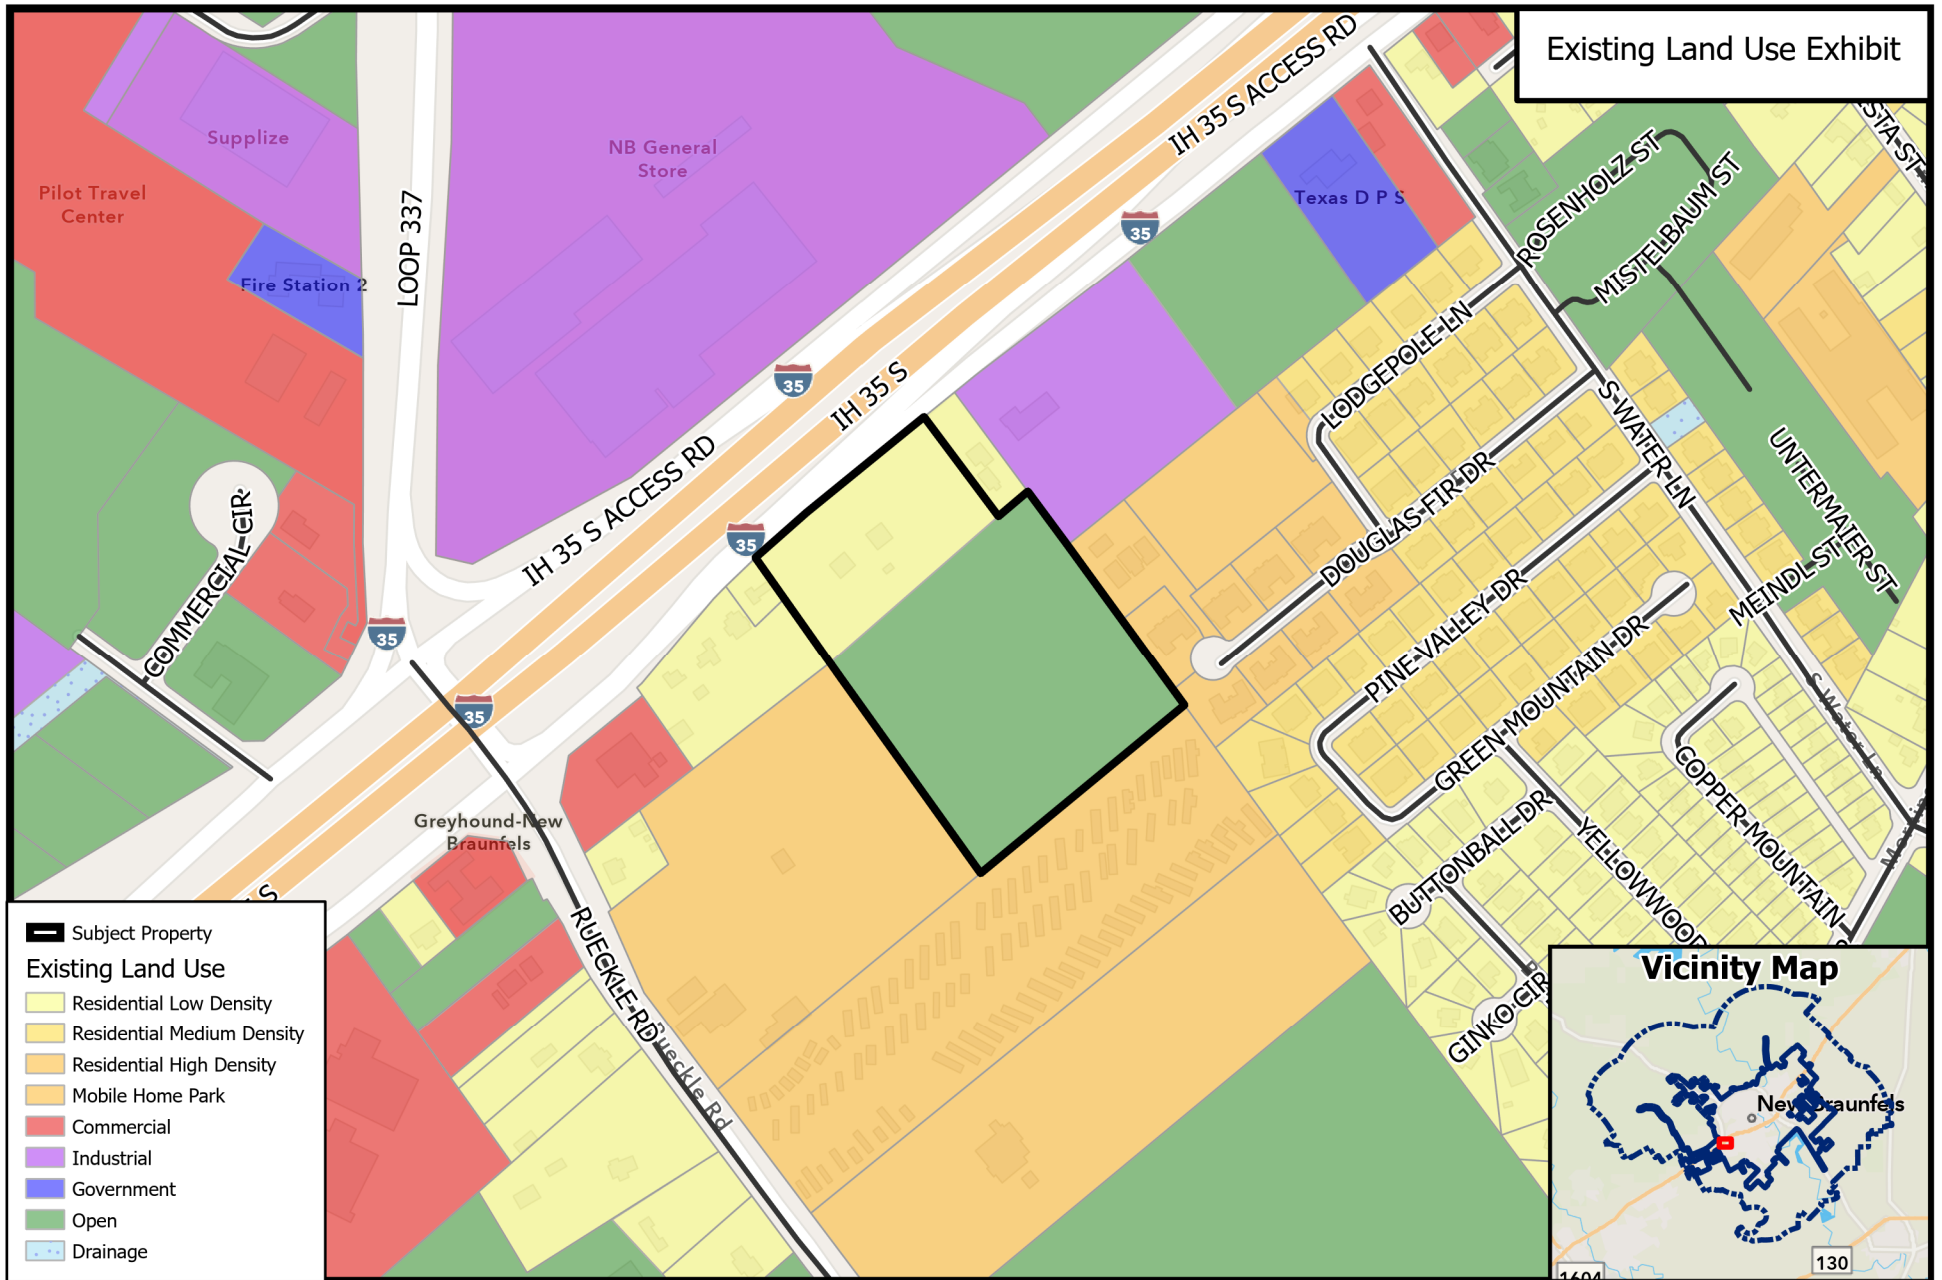 Existing Land Use Exhibit
IH 35 S ACCESS RD
Supplize
NB General
Store
Pilot Travel
Center
Texas D P S
STA ST
ROSENHOLZ ST
MISTELBAUM ST
LOOP 337
35
Fire Station 2
LODGEPOLE LN
35
IH 35 S
S WATER LN
UNTERMAIER ST
DOUGLAS FIR DR
IH 35 S ACCESS RD
COMMERCIAL CIR
35
PINE VALLEY DR
MEINDL ST
GREEN MOUNTAIN DR
35
35
S Water Ln
COPPER MOUNTAIN
Greyhound-New
Braunfels
BUTTONBALL DR
YELLOWWOOD
S
RUECKLE RD
Rueckle Rd
GINKO CIR
Subject Property
Existing Land Use
Residential Low Density
Residential Medium Density
Residential High Density
Mobile Home Park
Commercial
Industrial
Government
Open
Drainage
Vicinity Map
New Braunfels
130
1604